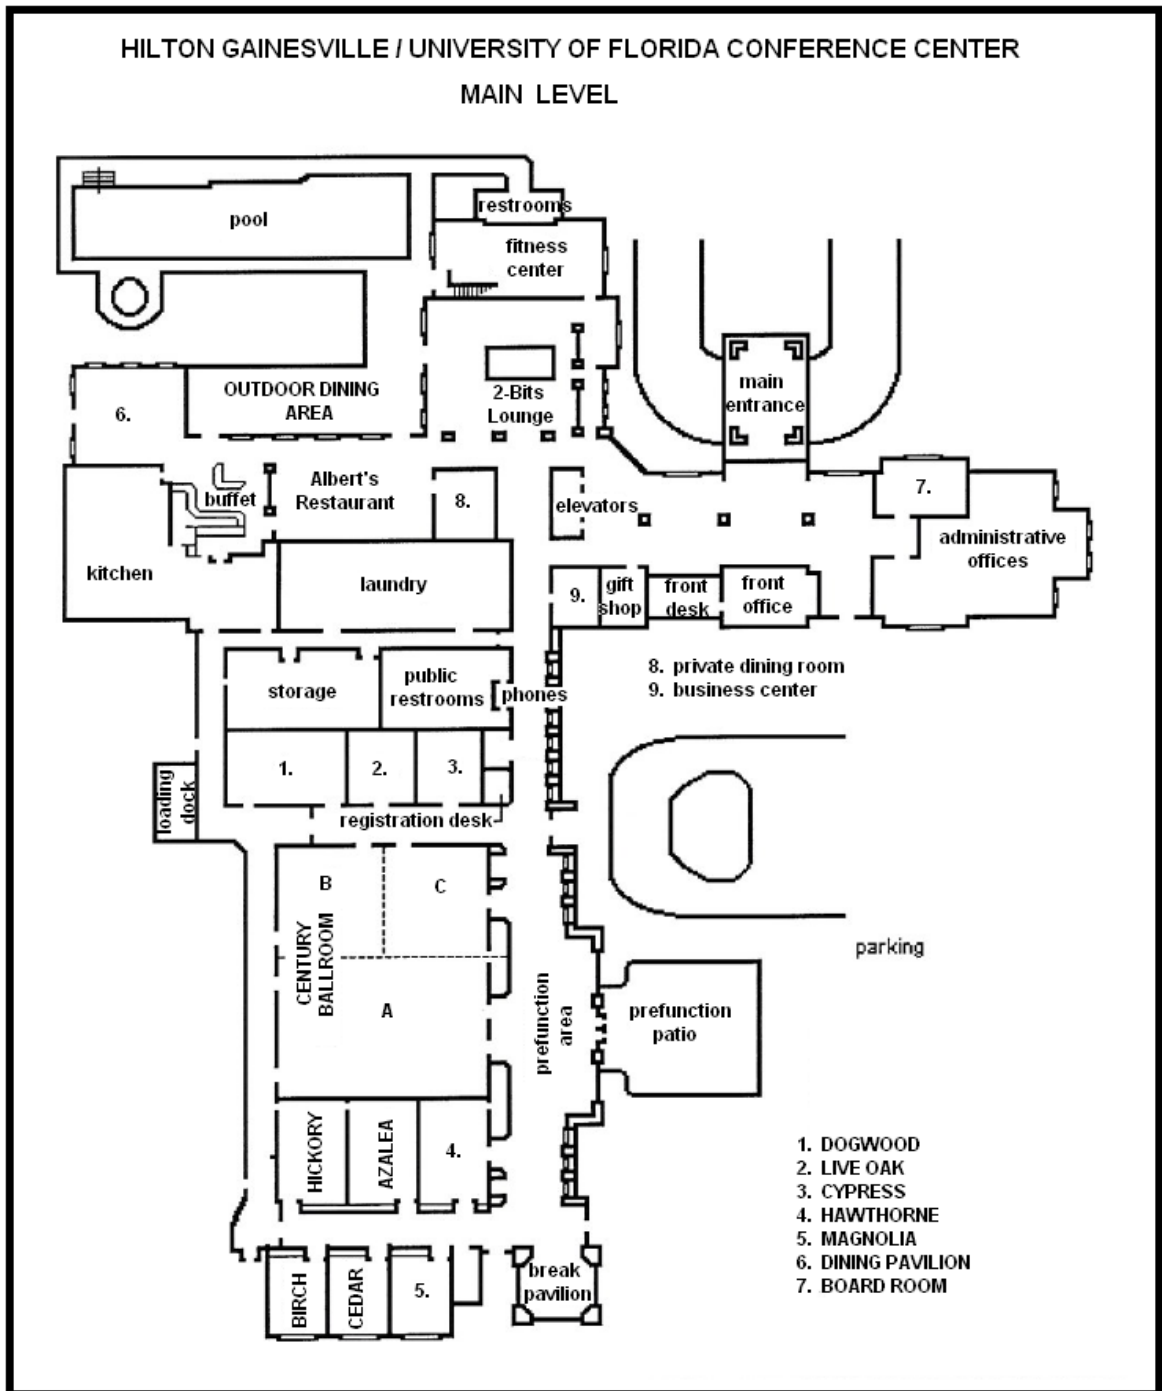 HILTON GAINESVILLE / UNIVERSITY OF FLORIDA CONFERENCE CENTER
MAIN LEVEL
restrooms
pool
fitness
center
main
entrance
2-Bits
Lounge
OUTDOOR DINING
AREA
6.
Albert's
Restaurant
buffet
8.
elevators
7.
administrative
offices
kitchen
laundry
9.
gift
shop
front
desk
front
office
8. private dining room
9. business center
storage
public
restrooms
phones
1.
2.
3.
loading
dock
registration desk
B
C
CENTURY
BALLROOM
A
parking
prefunction
area
prefunction
patio
HICKORY
AZALEA
4.
1. DOGWOOD
2. LIVE OAK
3. CYPRESS
4. HAWTHORNE
5. MAGNOLIA
6. DINING PAVILION
7. BOARD ROOM
BIRCH
CEDAR
5.
break
pavilion